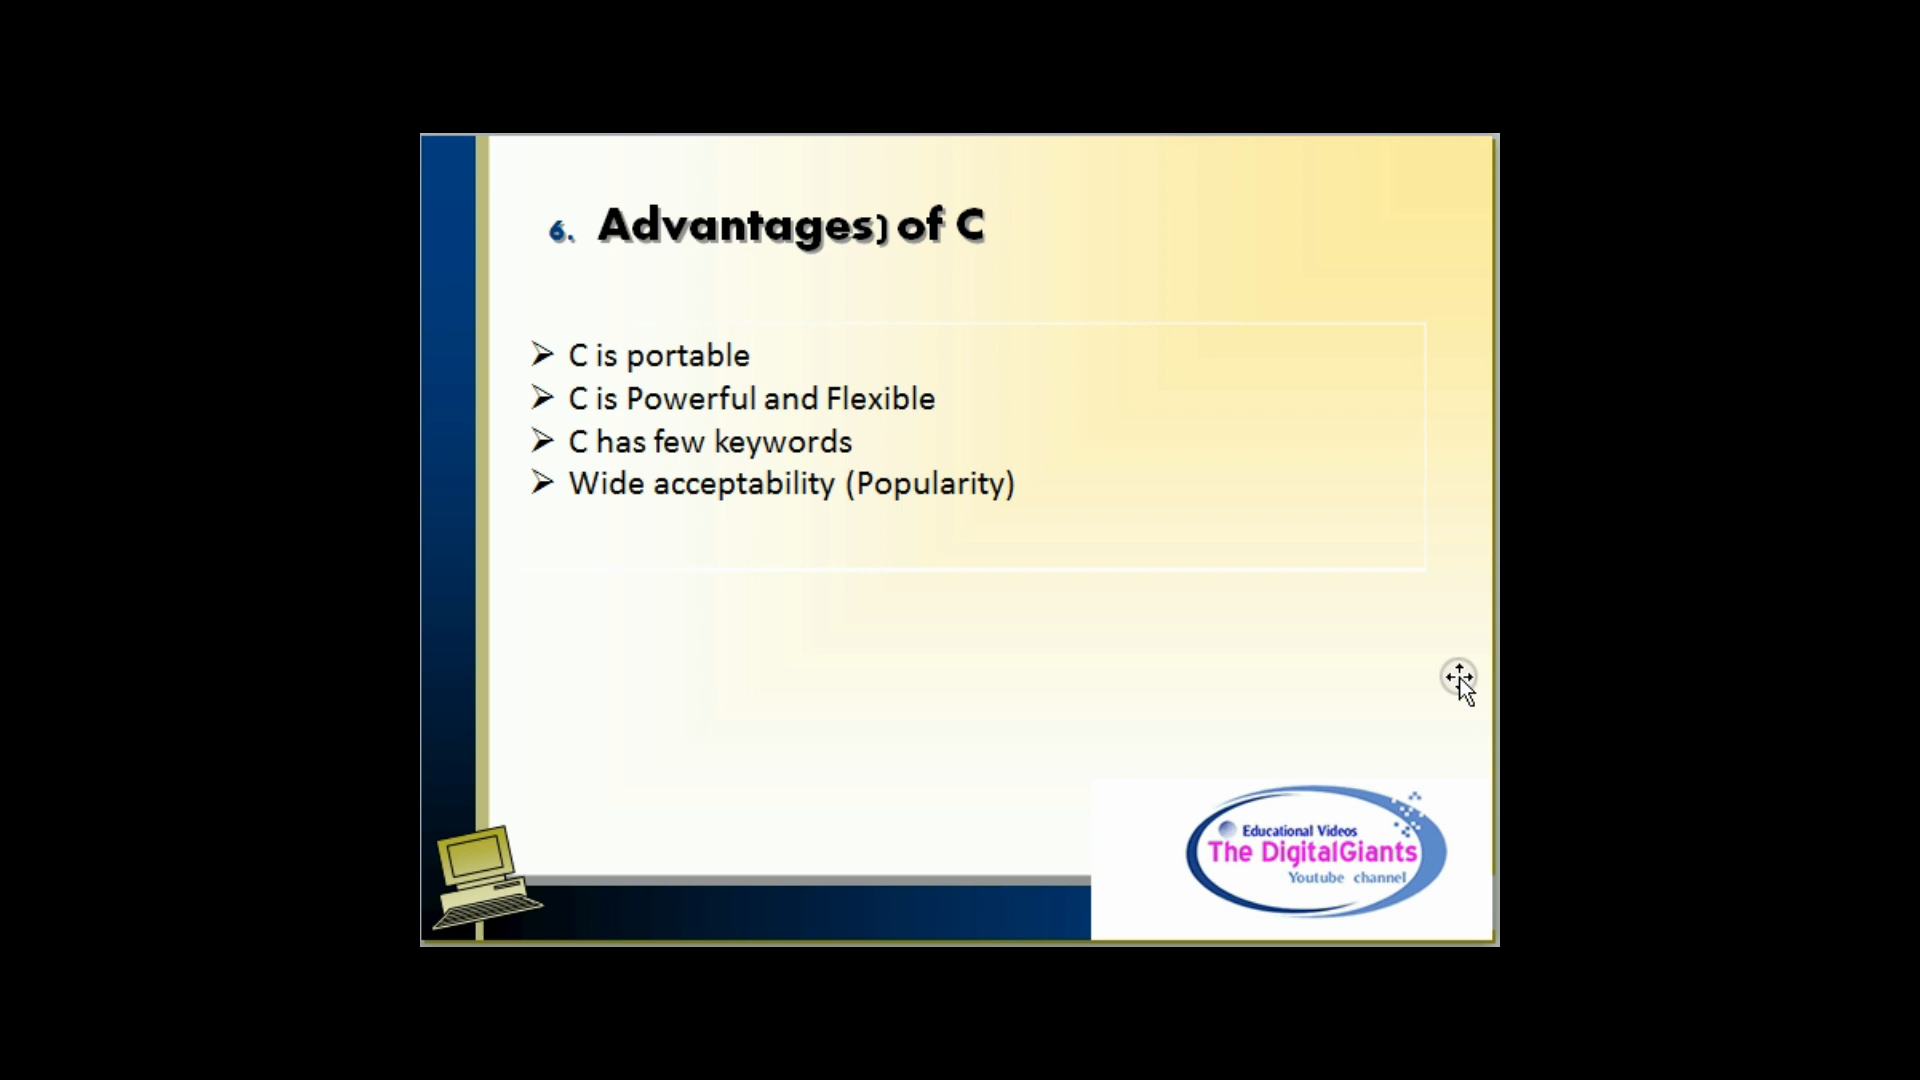 6. Advantages) of C
➢ C is portable
➢ C is Powerful and Flexible
➢ C has few keywords
➢ Wide acceptability (Popularity)
Educational Videos
The DigitalGiants
Youtube channel